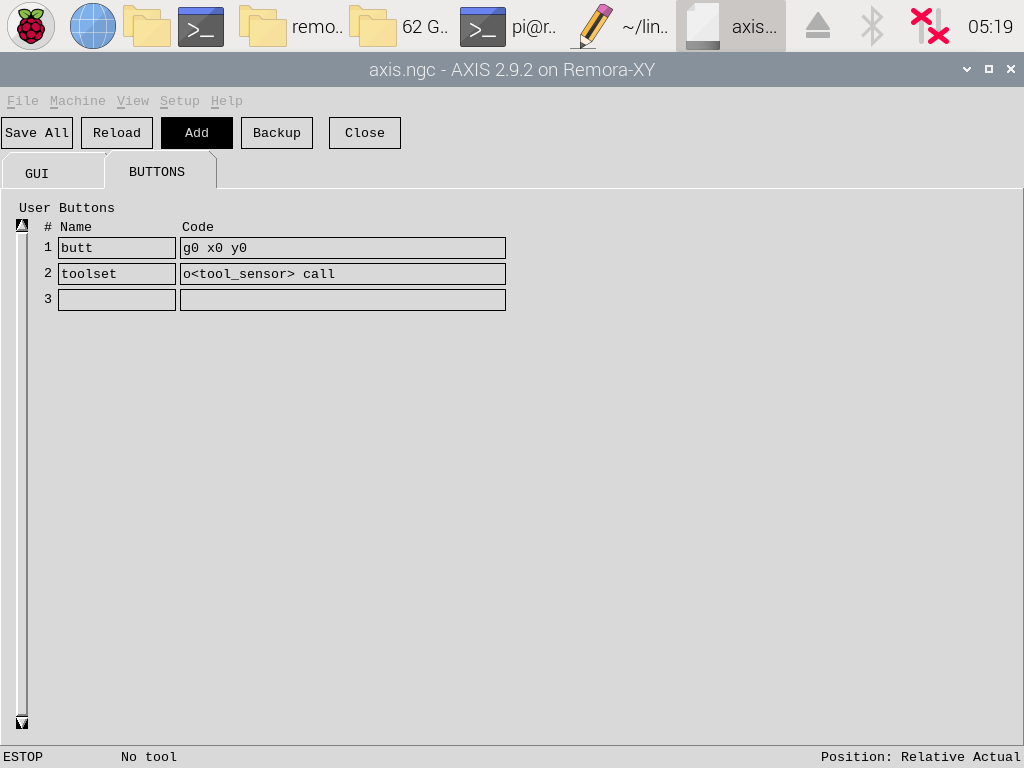 remo.. 62 G.. pi@r.. ~/lin.. axis... 05:19
axis.ngc - AXIS 2.9.2 on Remora-XY
File Machine View Setup Help
Save All Reload Add Backup Close
GUI BUTTONS
User Buttons
# Name Code
1 butt g0 x0 y0
2 toolset o<tool_sensor> call
3
ESTOP No tool Position: Relative Actual